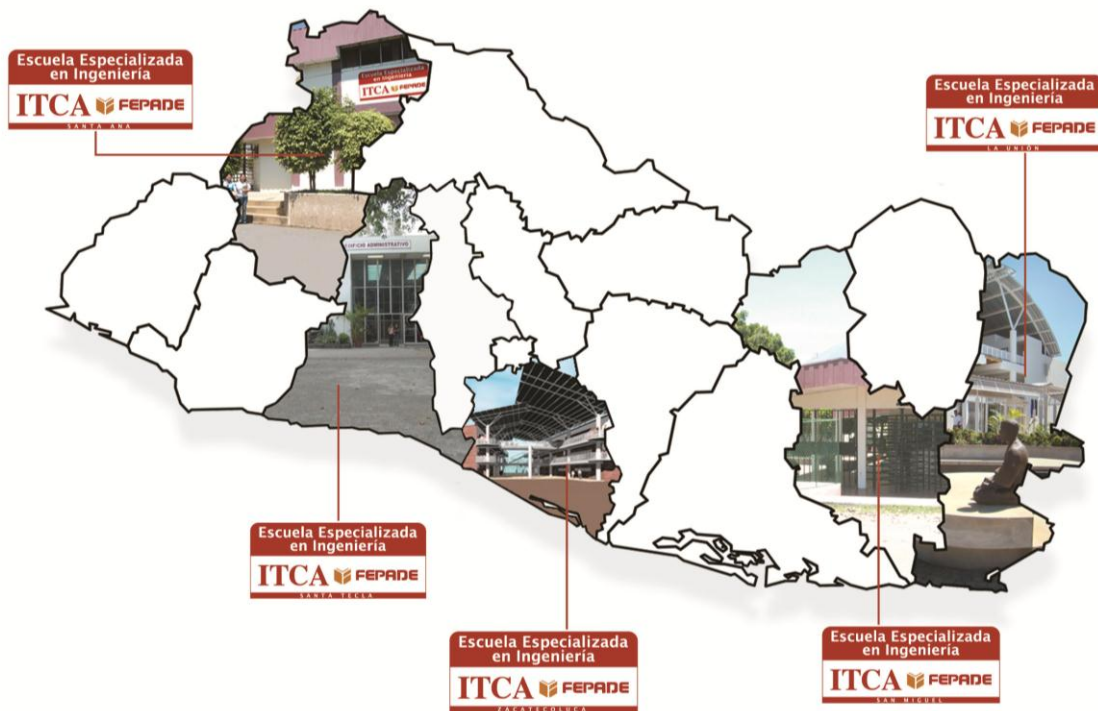 Escuela Especializada
en Ingeniería
ITCA FEPADE
SANTA ANA
Escuela Especializada
en Ingeniería
ITCA FEPADE
Escuela Especializada
en Ingeniería
ITCA FEPADE
LA UNIÓN
EDIFICIO ADMINISTRATIVO
Escuela Especializada
en Ingeniería
ITCA FEPADE
SANTA TECLA
Escuela Especializada
en Ingeniería
ITCA FEPADE
ZACATECOLUCA
Escuela Especializada
en Ingeniería
ITCA FEPADE
SAN MIGUEL